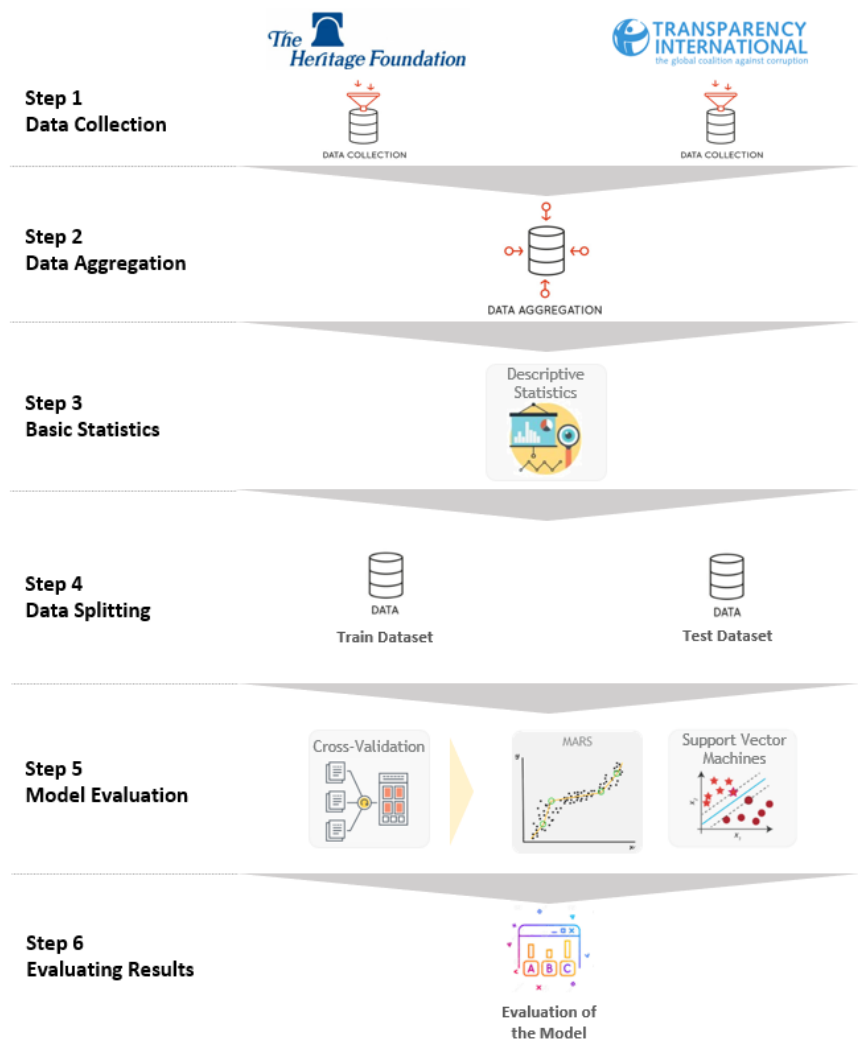 The
Heritage Foundation
TRANSPARENCY
INTERNATIONAL
the global coalition against corruption
Step 1
Data Collection
DATA COLLECTION
DATA COLLECTION
Step 2
Data Aggregation
DATA AGGREGATION
Step 3
Basic Statistics
Descriptive
Statistics
Step 4
Data Splitting
DATA
Train Dataset
DATA
Test Dataset
Step 5
Model Evaluation
Cross-Validation
MARS
y
x
Support Vector
Machines
X₂
X₁
Step 6
Evaluating Results
A B C
Evaluation of
the Model